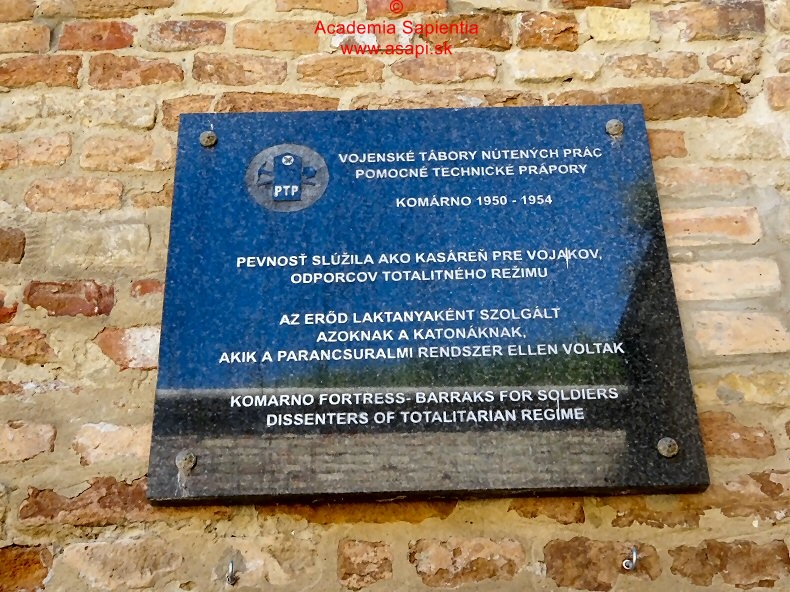 ©
Academia Sapientia
www.asapi.sk
PTP
VOJENSKÉ TÁBORY NÚTENÝCH PRÁC
POMOCNÉ TECHNICKÉ PRÁPORY
KOMÁRNO 1950 - 1954
PEVNOSŤ SLÚŽILA AKO KASÁREŇ PRE VOJAKOV,
ODPORCOV TOTALITNÉHO REŽIMU
AZ ERŐD LAKTANYAKÉNT SZOLGÁLT
AZOKNAK A KATONÁKNAK,
AKIK A PARANCSURALMI RENDSZER ELLEN VOLTAK
KOMARNO FORTRESS- BARRAKS FOR SOLDIERS
DISSENTERS OF TOTALITARIAN REGIME